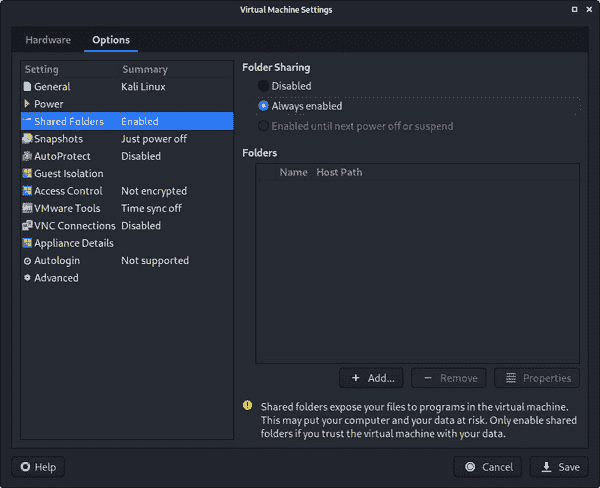 Virtual Machine Settings
Hardware Options
Setting Summary
General Kali Linux
Power
Shared Folders Enabled
Snapshots Just power off
AutoProtect Disabled
Guest Isolation
Access Control Not encrypted
VMware Tools Time sync off
VNC Connections Disabled
Appliance Details
Autologin Not supported
Advanced
Folder Sharing
Disabled
Always enabled
Enabled until next power off or suspend
Folders
Name Host Path
Add... Remove Properties
Shared folders expose your files to programs in the virtual machine.
This may put your computer and your data at risk. Only enable shared
folders if you trust the virtual machine with your data.
Help Cancel Save